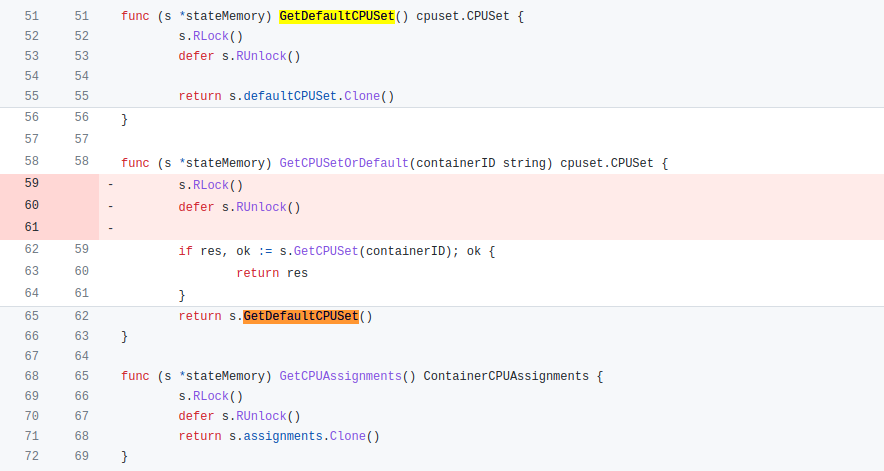 51 51 func (s *stateMemory) GetDefaultCPUSet() cpuset.CPUSet {
52 52 s.RLock()
53 53 defer s.RUnlock()
54 54
55 55 return s.defaultCPUSet.Clone()
56 56 }
57 57
58 58 func (s *stateMemory) GetCPUSetOrDefault(containerID string) cpuset.CPUSet {
59 - s.RLock()
60 - defer s.RUnlock()
61 -
62 59 if res, ok := s.GetCPUSet(containerID); ok {
63 60 return res
64 61 }
65 62 return s.GetDefaultCPUSet()
66 63 }
67 64
68 65 func (s *stateMemory) GetCPUAssignments() ContainerCPUAssignments {
69 66 s.RLock()
70 67 defer s.RUnlock()
71 68 return s.assignments.Clone()
72 69 }